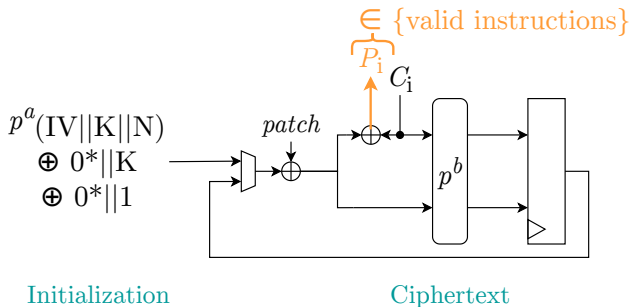 ∈ {valid instructions}
P_i
C_i
p^a(IV||K||N)
⊕ 0*||K
⊕ 0*||1
patch
p^b
Initialization
Ciphertext